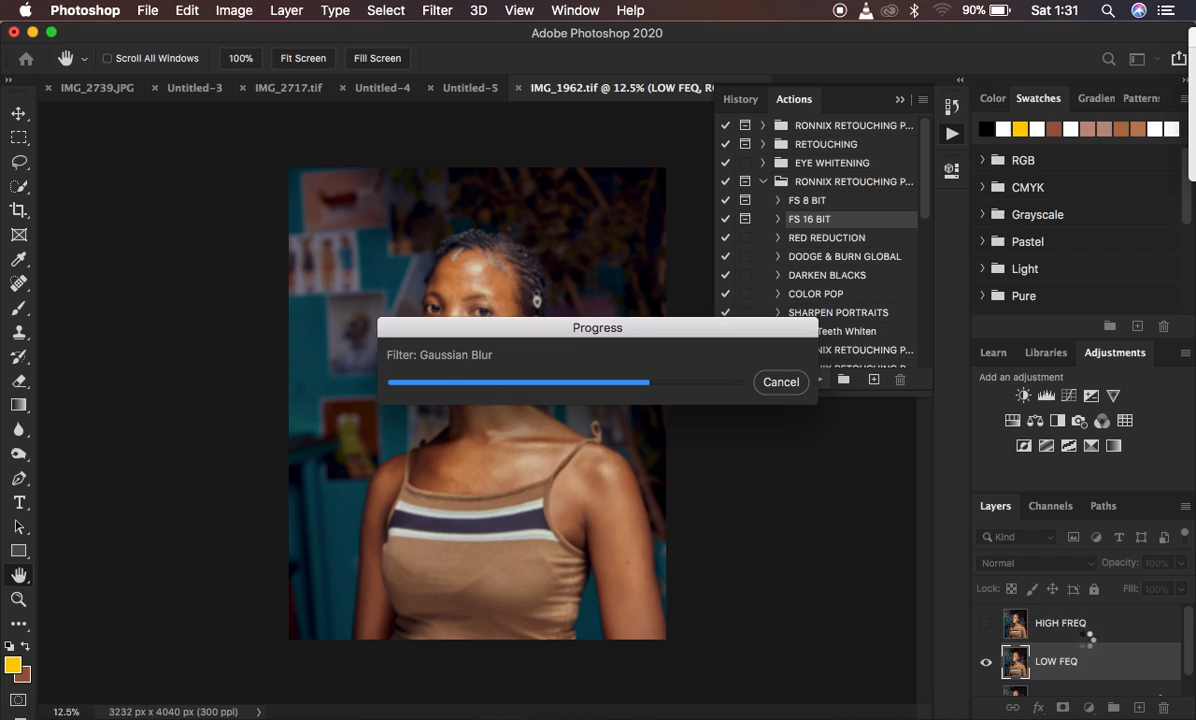 Photoshop File Edit Image Layer Type Select Filter 3D View Window Help 90% Sat 1:31
Adobe Photoshop 2020
Scroll All Windows 100% Fit Screen Fill Screen
IMG_2739.JPG Untitled-3 IMG_2717.tif Untitled-4 Untitled-5 IMG_1962.tif @ 12.5% (LOW FEQ, R
History Actions
RONNIX RETOUCHING P...
RETOUCHING
EYE WHITENING
RONNIX RETOUCHING P...
FS 8 BIT
FS 16 BIT
RED REDUCTION
DODGE & BURN GLOBAL
DARKEN BLACKS
COLOR POP
SHARPEN PORTRAITS
Teeth Whiten
NIX RETOUCHING P...
Progress
Filter: Gaussian Blur
Cancel
Color Swatches Gradien Patterns
RGB
CMYK
Grayscale
Pastel
Light
Pure
Learn Libraries Adjustments
Add an adjustment
Layers Channels Paths
Kind
Normal Opacity: 100%
Lock: Fill: 100%
HIGH FREQ
LOW FEQ
12.5% 3232 px x 4040 px (300 ppi)